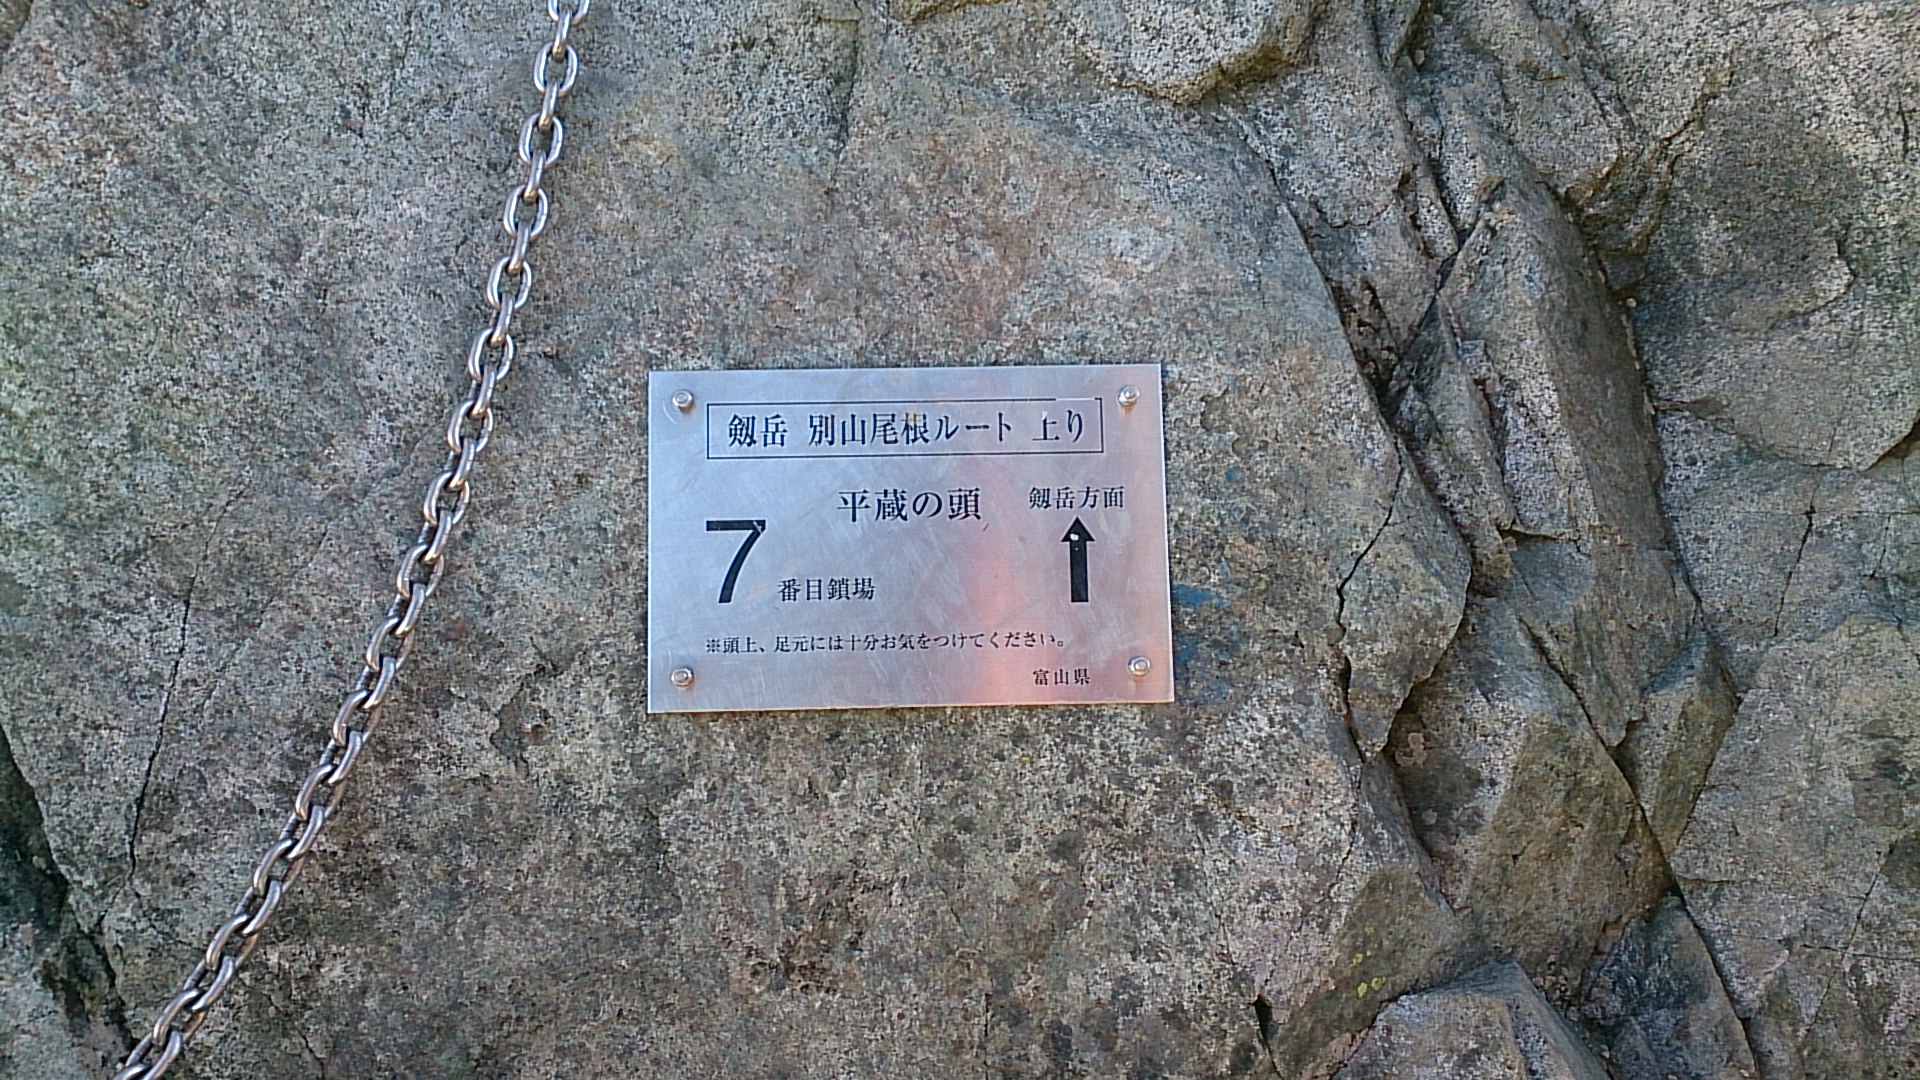 剱岳 別山尾根ルート 上り
平蔵の頭 剱岳方面
7 番目鎖場 ↑
※頭上、足元には十分お気をつけてください。
富山県